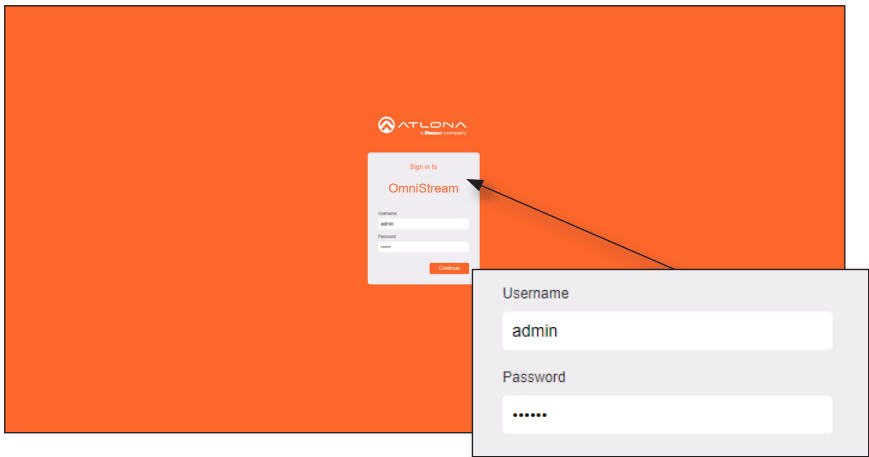 ATLONA
a Panduit company
Sign in to
OmniStream
Username
admin
Password
••••••
Continue
Username
admin
Password
••••••